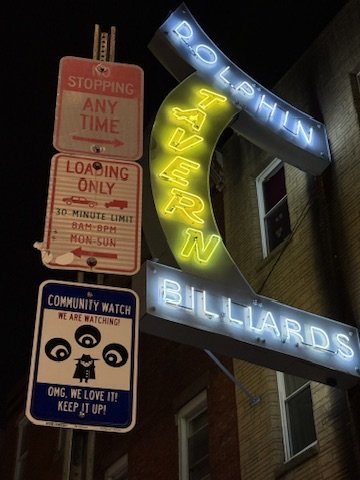 STOPPING
ANY
TIME
LOADING
ONLY
30-MINUTE LIMIT
8AM-8PM
MON-SUN
COMMUNITY WATCH
WE ARE WATCHING!
OMG, WE LOVE IT!
KEEP IT UP!
DOLPHIN
TAVERN
BILLIARDS